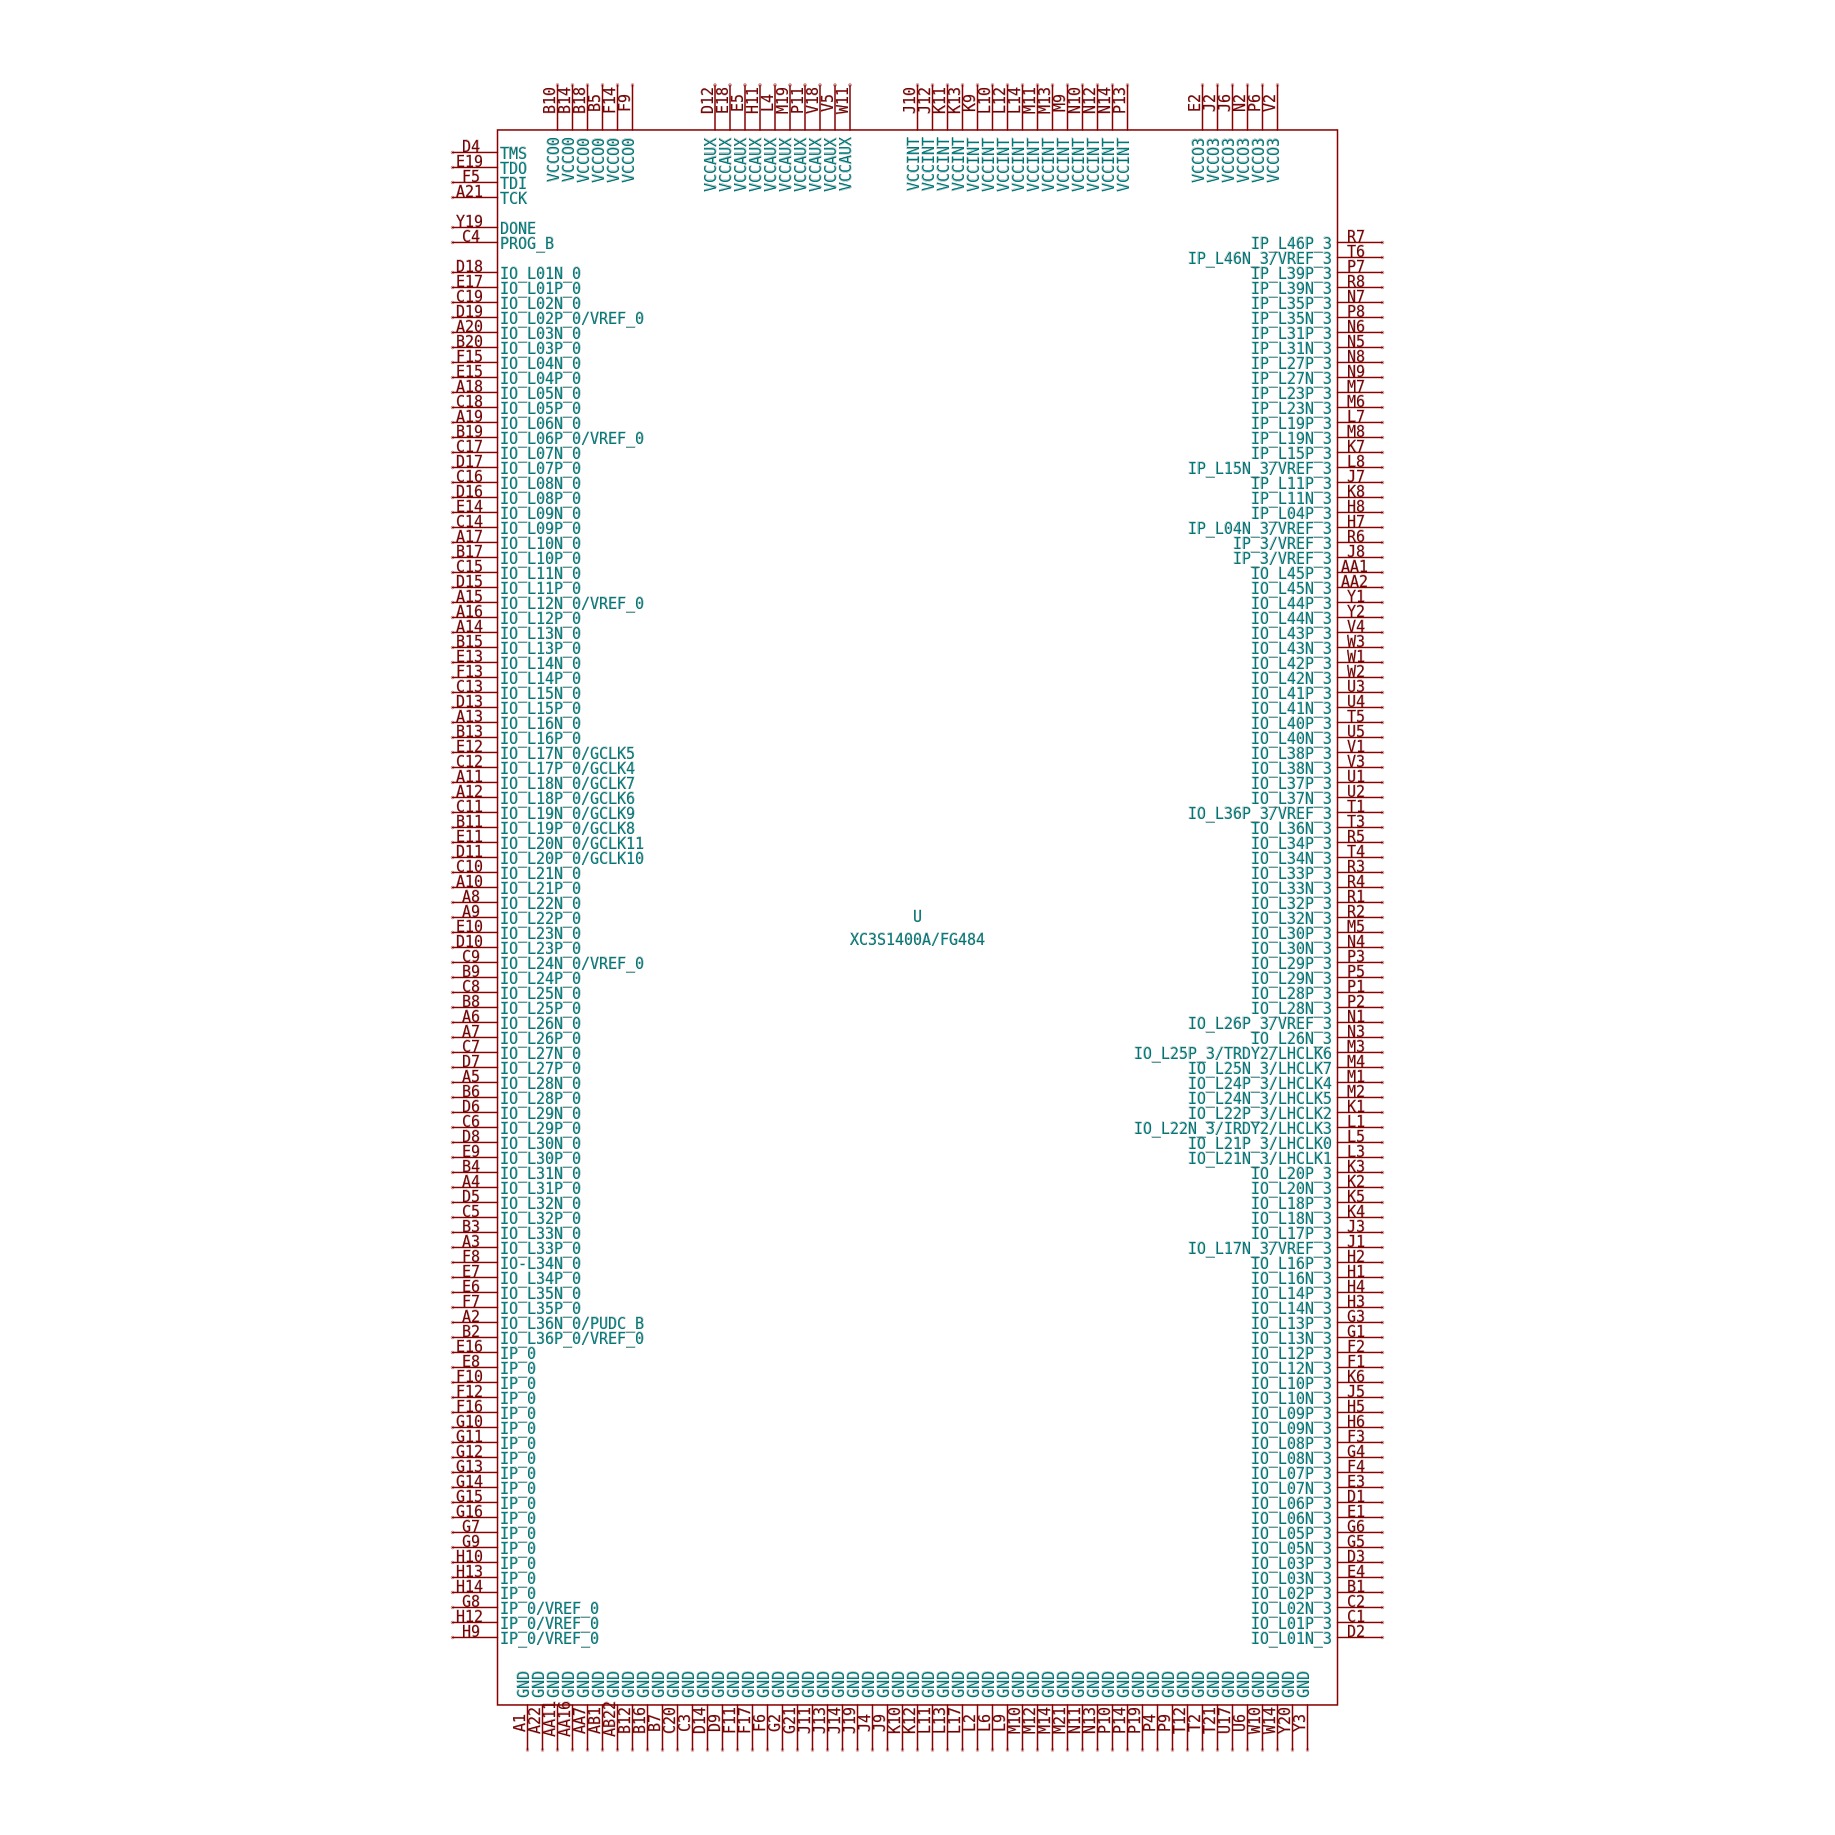 B10 B14 B18 B5 F14 F9 D12 E18 E5 H11 L4 M19 P11 V18 V5 W11 J10 J12 K11 K13 K9 L10 L12 L14 M11 M13 M9 N10 N12 N14 P13 E2 J2 J6 N2 P6 V2
VCCO0 VCCO0 VCCO0 VCCO0 VCCO0 VCCO0 VCCAUX VCCAUX VCCAUX VCCAUX VCCAUX VCCAUX VCCAUX VCCAUX VCCAUX VCCAUX VCCINT VCCINT VCCINT VCCINT VCCINT VCCINT VCCINT VCCINT VCCINT VCCINT VCCINT VCCINT VCCINT VCCINT VCCINT VCCO3 VCCO3 VCCO3 VCCO3 VCCO3 VCCO3
D4 TMS
E19 TDO
F5 TDI
A21 TCK
Y19 DONE
C4 PROG_B IP_L46P_3 R7
IP_L46N_3/VREF_3 T6
D18 IO_L01N_0 IP_L39P_3 P7
E17 IO_L01P_0 IP_L39N_3 R8
C19 IO_L02N_0 IP_L35P_3 N7
D19 IO_L02P_0/VREF_0 IP_L35N_3 P8
A20 IO_L03N_0 IP_L31P_3 N6
B20 IO_L03P_0 IP_L31N_3 N5
F15 IO_L04N_0 IP_L27P_3 N8
E15 IO_L04P_0 IP_L27N_3 N9
A18 IO_L05N_0 IP_L23P_3 M7
C18 IO_L05P_0 IP_L23N_3 M6
A19 IO_L06N_0 IP_L19P_3 L7
B19 IO_L06P_0/VREF_0 IP_L19N_3 M8
C17 IO_L07N_0 IP_L15P_3 K7
D17 IO_L07P_0 IP_L15N_3/VREF_3 L8
C16 IO_L08N_0 IP_L11P_3 J7
D16 IO_L08P_0 IP_L11N_3 K8
E14 IO_L09N_0 IP_L04P_3 H8
C14 IO_L09P_0 IP_L04N_3/VREF_3 H7
A17 IO_L10N_0 IP_3/VREF_3 R6
B17 IO_L10P_0 IP_3/VREF_3 J8
C15 IO_L11N_0 IO_L45P_3 AA1
D15 IO_L11P_0 IO_L45N_3 AA2
A15 IO_L12N_0/VREF_0 IO_L44P_3 Y1
A16 IO_L12P_0 IO_L44N_3 Y2
A14 IO_L13N_0 IO_L43P_3 V4
B15 IO_L13P_0 IO_L43N_3 W3
E13 IO_L14N_0 IO_L42P_3 W1
F13 IO_L14P_0 IO_L42N_3 W2
C13 IO_L15N_0 IO_L41P_3 U3
D13 IO_L15P_0 IO_L41N_3 U4
A13 IO_L16N_0 IO_L40P_3 T5
B13 IO_L16P_0 IO_L40N_3 U5
E12 IO_L17N_0/GCLK5 IO_L38P_3 V1
C12 IO_L17P_0/GCLK4 IO_L38N_3 V3
A11 IO_L18N_0/GCLK7 IO_L37P_3 U1
A12 IO_L18P_0/GCLK6 IO_L37N_3 U2
C11 IO_L19N_0/GCLK9 IO_L36P_3/VREF_3 T1
B11 IO_L19P_0/GCLK8 IO_L36N_3 T3
E11 IO_L20N_0/GCLK11 IO_L34P_3 R5
D11 IO_L20P_0/GCLK10 IO_L34N_3 T4
C10 IO_L21N_0 IO_L33P_3 R3
A10 IO_L21P_0 IO_L33N_3 R4
A8 IO_L22N_0 IO_L32P_3 R1
A9 IO_L22P_0 U IO_L32N_3 R2
E10 IO_L23N_0 XC3S1400A/FG484 IO_L30P_3 M5
D10 IO_L23P_0 IO_L30N_3 N4
C9 IO_L24N_0/VREF_0 IO_L29P_3 P3
B9 IO_L24P_0 IO_L29N_3 P5
C8 IO_L25N_0 IO_L28P_3 P1
B8 IO_L25P_0 IO_L28N_3 P2
A6 IO_L26N_0 IO_L26P_3/VREF_3 N1
A7 IO_L26P_0 IO_L26N_3 N3
C7 IO_L27N_0 IO_L25P_3/TRDY2/LHCLK6 M3
D7 IO_L27P_0 IO_L25N_3/LHCLK7 M4
A5 IO_L28N_0 IO_L24P_3/LHCLK4 M1
B6 IO_L28P_0 IO_L24N_3/LHCLK5 M2
D6 IO_L29N_0 IO_L22P_3/LHCLK2 K1
C6 IO_L29P_0 IO_L22N_3/IRDY2/LHCLK3 L1
D8 IO_L30N_0 IO_L21P_3/LHCLK0 L5
E9 IO_L30P_0 IO_L21N_3/LHCLK1 L3
B4 IO_L31N_0 IO_L20P_3 K3
A4 IO_L31P_0 IO_L20N_3 K2
D5 IO_L32N_0 IO_L18P_3 K5
C5 IO_L32P_0 IO_L18N_3 K4
B3 IO_L33N_0 IO_L17P_3 J3
A3 IO_L33P_0 IO_L17N_3/VREF_3 J1
F8 IO-L34N_0 IO_L16P_3 H2
E7 IO_L34P_0 IO_L16N_3 H1
E6 IO_L35N_0 IO_L14P_3 H4
F7 IO_L35P_0 IO_L14N_3 H3
A2 IO_L36N_0/PUDC_B IO_L13P_3 G3
B2 IO_L36P_0/VREF_0 IO_L13N_3 G1
E16 IP_0 IO_L12P_3 F2
E8 IP_0 IO_L12N_3 F1
F10 IP_0 IO_L10P_3 K6
F12 IP_0 IO_L10N_3 J5
F16 IP_0 IO_L09P_3 H5
G10 IP_0 IO_L09N_3 H6
G11 IP_0 IO_L08P_3 F3
G12 IP_0 IO_L08N_3 G4
G13 IP_0 IO_L07P_3 F4
G14 IP_0 IO_L07N_3 E3
G15 IP_0 IO_L06P_3 D1
G16 IP_0 IO_L06N_3 E1
G7 IP_0 IO_L05P_3 G6
G9 IP_0 IO_L05N_3 G5
H10 IP_0 IO_L03P_3 D3
H13 IP_0 IO_L03N_3 E4
H14 IP_0 IO_L02P_3 B1
G8 IP_0/VREF_0 IO_L02N_3 C2
H12 IP_0/VREF_0 IO_L01P_3 C1
H9 IP_0/VREF_0 IO_L01N_3 D2
GND GND GND GND GND GND GND GND GND GND GND GND GND GND GND GND GND GND GND GND GND GND GND GND GND GND GND GND GND GND GND GND GND GND GND GND GND GND GND GND GND GND GND GND GND GND GND GND GND GND GND GND GND
A1 A22 AA11 AA16 AA7 AB1 AB22 B12 B16 B7 C20 C3 D14 D9 F11 F17 F6 G2 G21 J11 J13 J14 J19 J4 J9 K10 K12 L11 L13 L17 L2 L6 L9 M10 M12 M14 M21 N11 N13 P10 P14 P19 P4 P9 T12 T2 T21 U17 U6 W10 W14 Y20 Y3